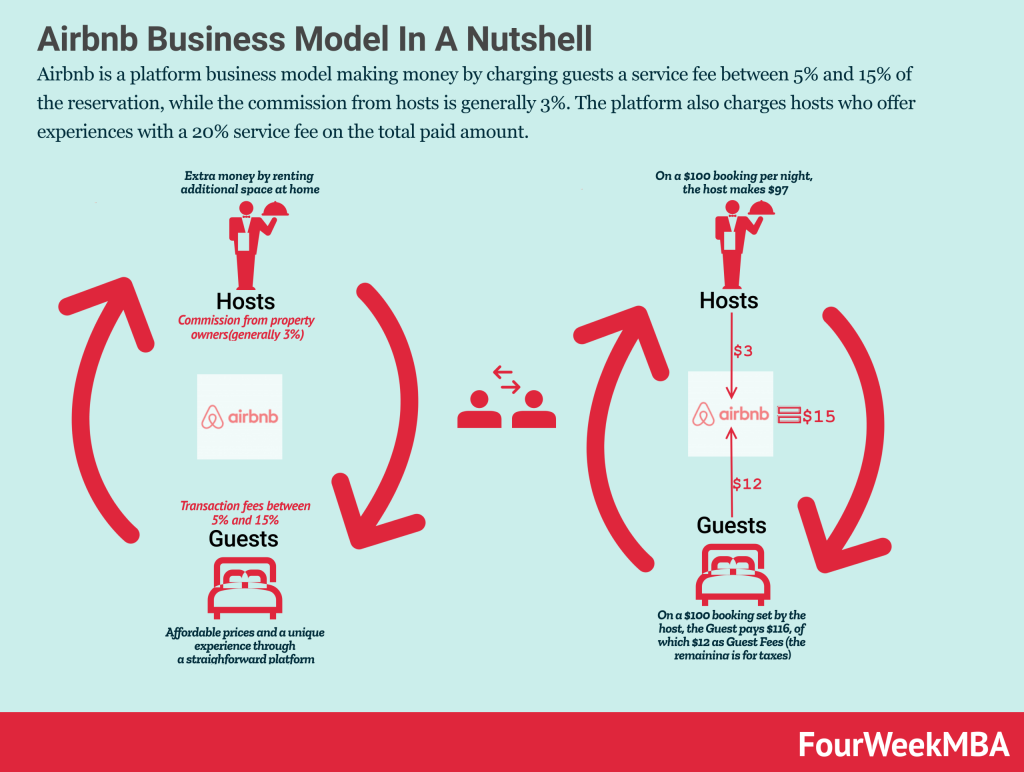 Airbnb Business Model In A Nutshell
Airbnb is a platform business model making money by charging guests a service fee between 5% and 15% of
the reservation, while the commission from hosts is generally 3%. The platform also charges hosts who offer
experiences with a 20% service fee on the total paid amount.
Extra money by renting
additional space at home
Hosts
Commission from property
owners(generally 3%)
airbnb
Transaction fees between
5% and 15%
Guests
Affordable prices and a unique
experience through
a straighforward platform
On a $100 booking per night,
the host makes $97
Hosts
$3
airbnb
$15
$12
Guests
On a $100 booking set by the
host, the Guest pays $116, of
which $12 as Guest Fees (the
remaining is for taxes)
FourWeekMBA